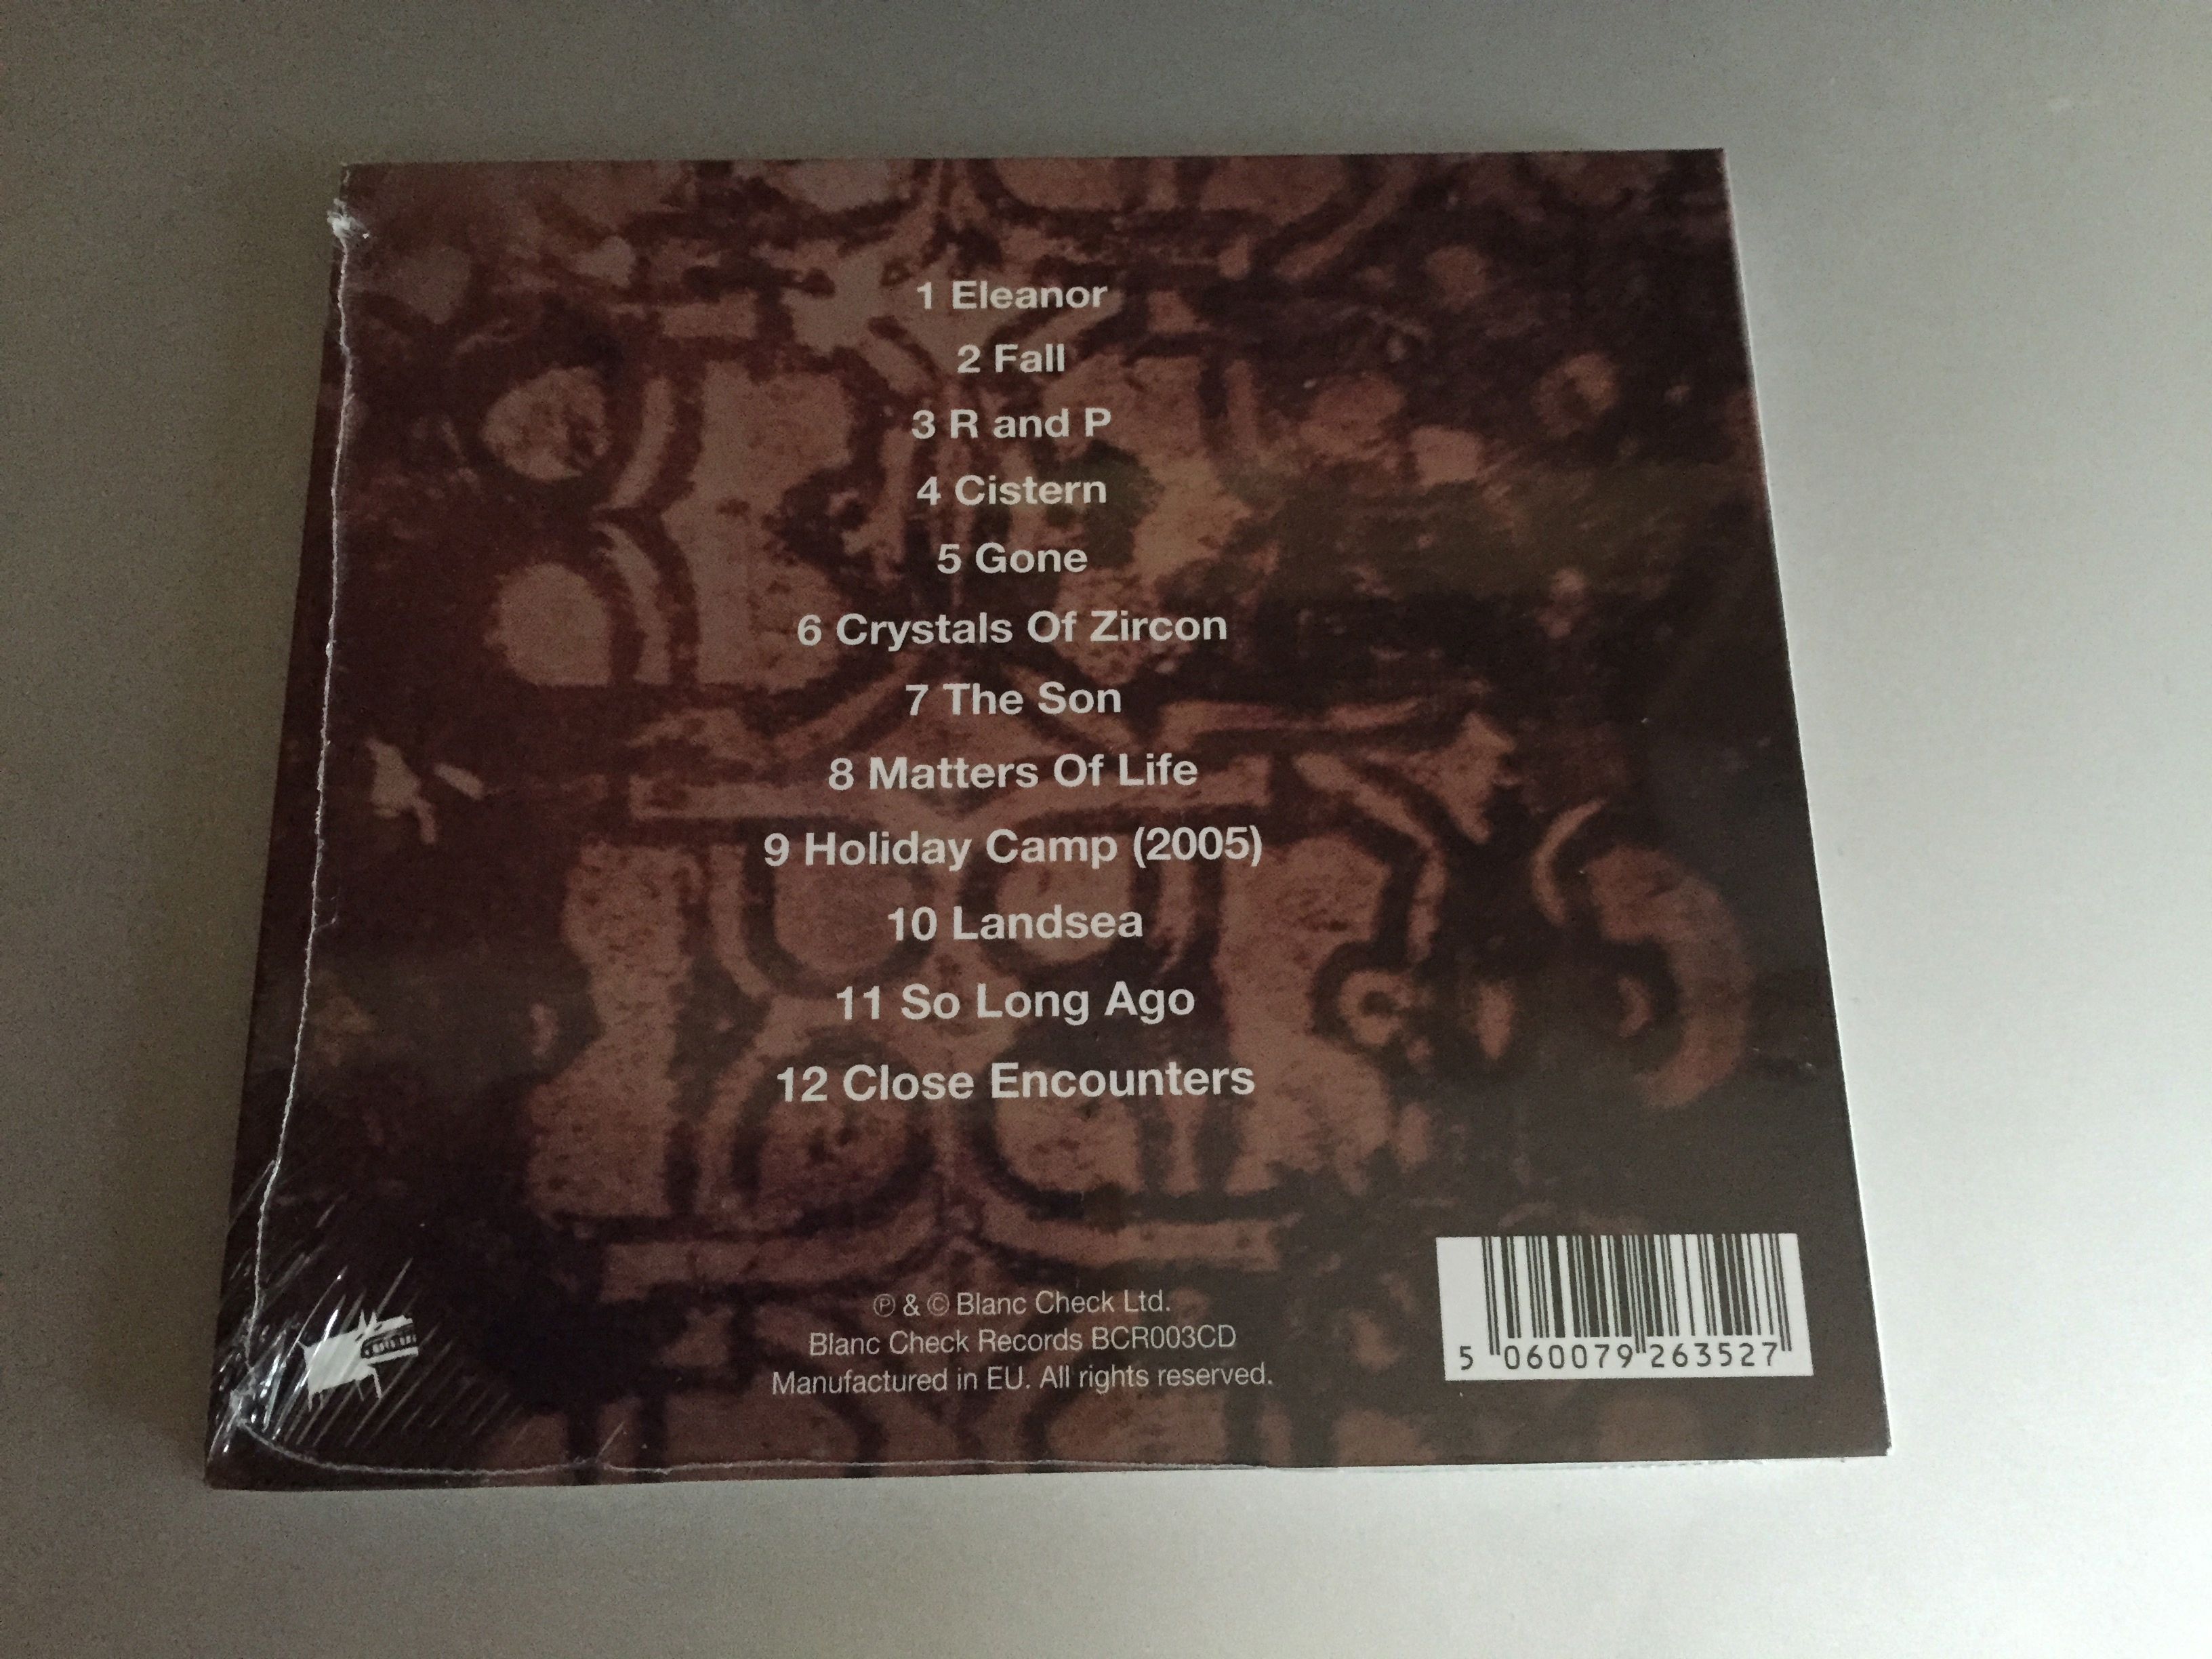 1 Eleanor
2 Fall
3 R and P
4 Cistern
5 Gone
6 Crystals Of Zircon
7 The Son
8 Matters Of Life
9 Holiday Camp (2005)
10 Landsea
11 So Long Ago
12 Close Encounters
℗ & © Blanc Check Ltd.
Blanc Check Records BCR003CD
Manufactured in EU. All rights reserved.
5 060079 263527